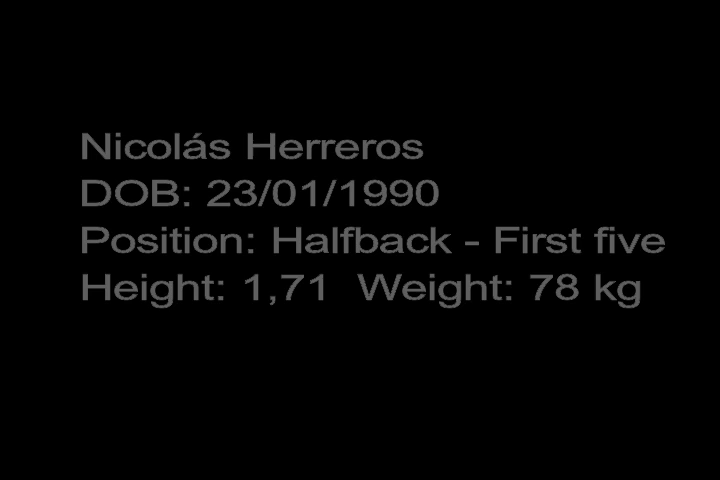 Nicolás Herreros
DOB: 23/01/1990
Position: Halfback - First five
Height: 1,71  Weight: 78 kg